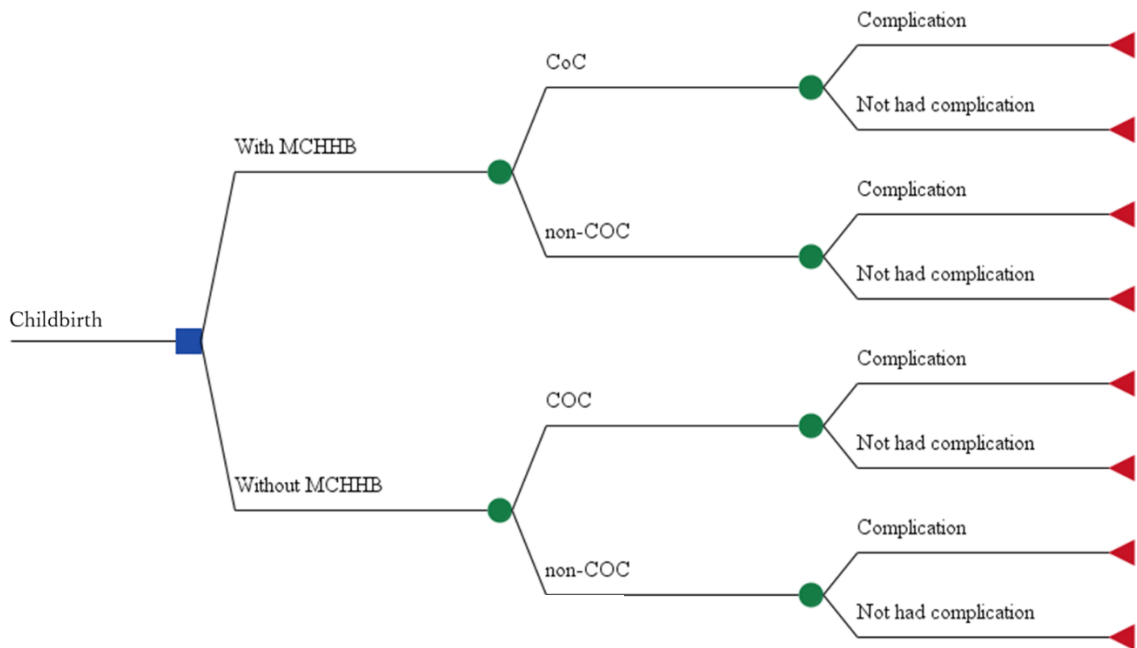 Complication
CoC
Not had complication
With MCHHB
Complication
non-COC
Not had complication
Childbirth
Complication
COC
Not had complication
Without MCHHB
Complication
non-COC
Not had complication